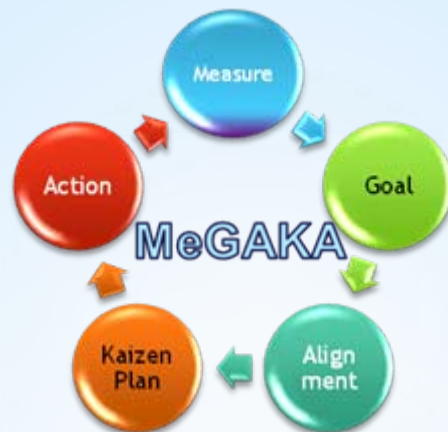 Measure
Goal
Align
ment
Kaizen
Plan
Action
MeGAKA